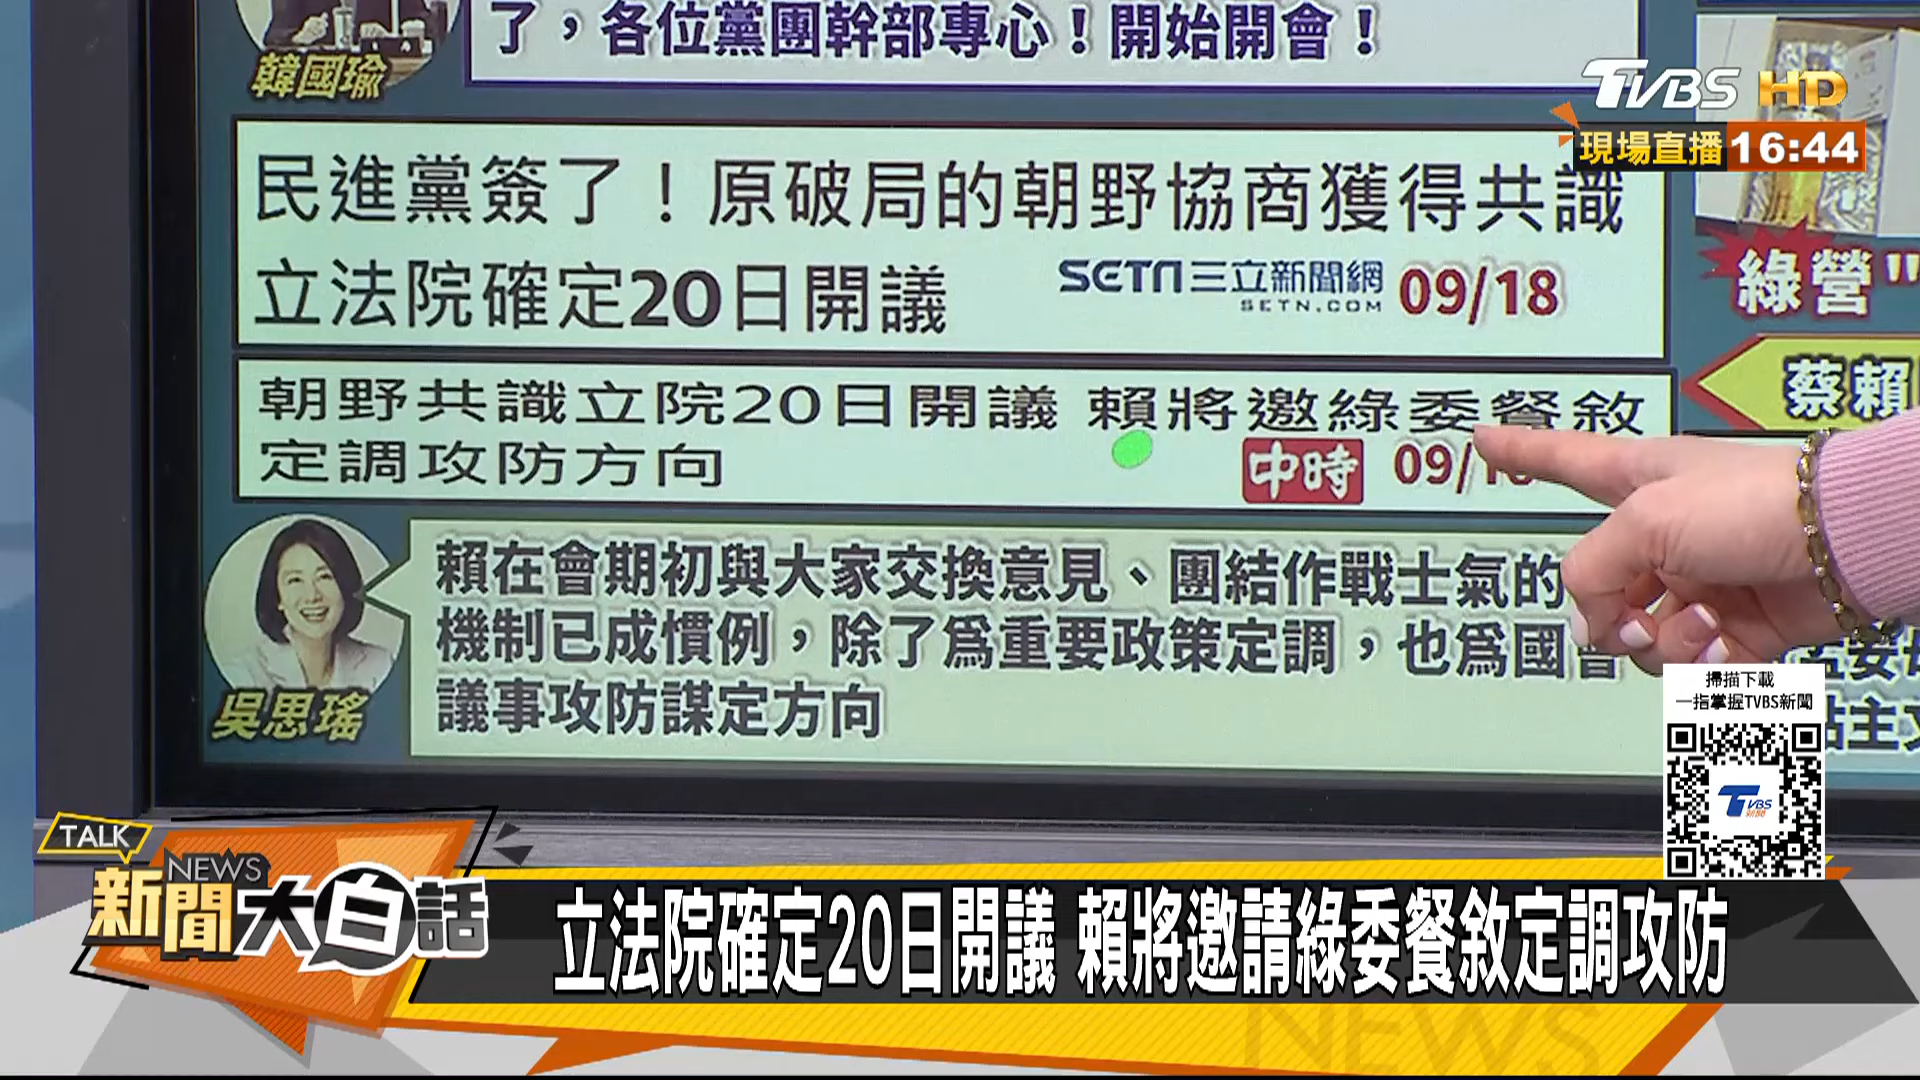 了，各位黨團幹部專心！開始開會！
韓國瑜
TVBS HD
現場直播 16:44
民進黨簽了！原破局的朝野協商獲得共識
立法院確定20日開議 SETN三立新聞網 09/18
SETN.COM
綠營"
朝野共識立院20日開議 賴將邀綠委餐敘
定調攻防方向 中時 09/
蔡賴
賴在會期初與大家交換意見、團結作戰士氣的
機制已成慣例，除了為重要政策定調，也為國會
議事攻防謀定方向
吳思瑤
掃描下載
一指掌握TVBS新聞
TVBS
新聞
TALK
NEWS
新聞大白話
立法院確定20日開議 賴將邀請綠委餐敘定調攻防
NEWS